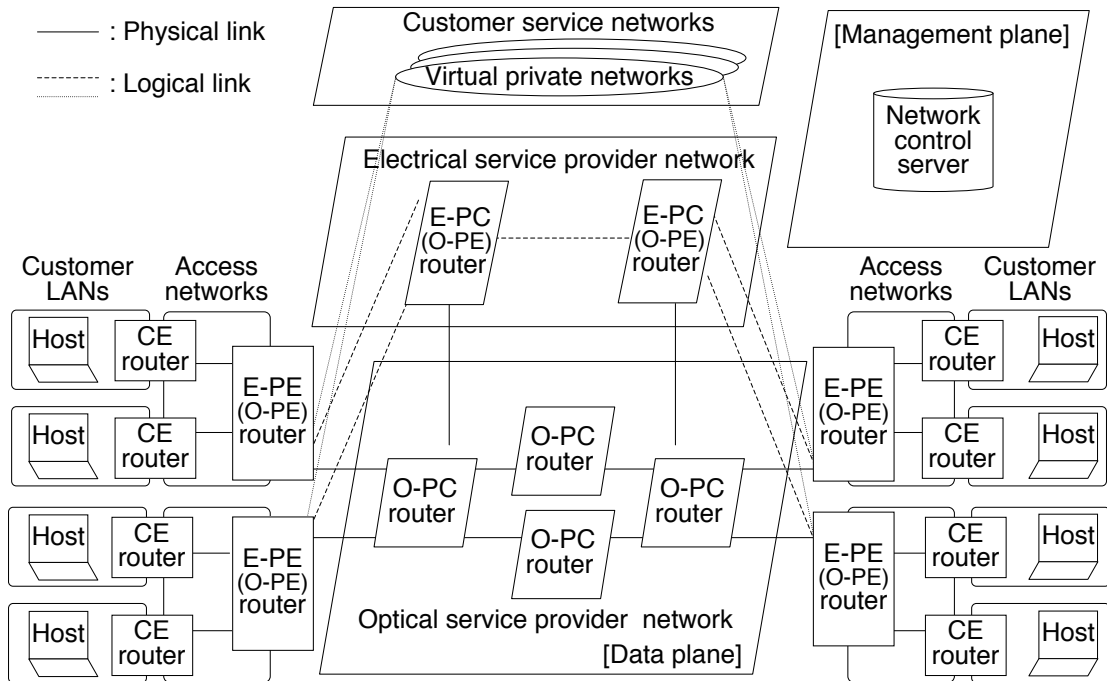 : Physical link
: Logical link
Customer service networks
Virtual private networks
[Management plane]
Network
control
server
Electrical service provider network
E-PC
(O-PE)
router
E-PC
(O-PE)
router
Customer
LANs
Access
networks
Access
networks
Customer
LANs
Host
CE
router
Host
CE
router
E-PE
(O-PE)
router
Host
CE
router
Host
CE
router
E-PE
(O-PE)
router
O-PC
router
O-PC
router
O-PC
router
O-PC
router
E-PE
(O-PE)
router
CE
router
Host
CE
router
Host
E-PE
(O-PE)
router
CE
router
Host
CE
router
Host
Optical service provider network
[Data plane]